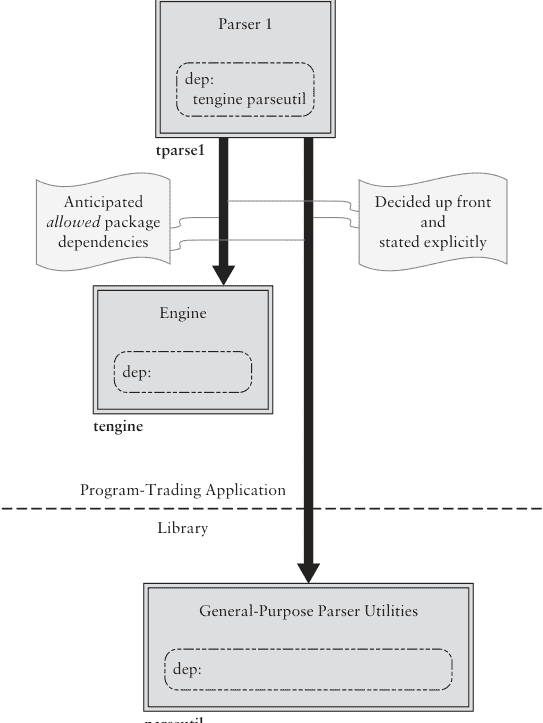 Parser 1
dep:
tengine parseutil
tparse1
Anticipated
allowed package
dependencies
Decided up front
and
stated explicitly
Engine
dep:
tengine
Program-Trading Application
Library
General-Purpose Parser Utilities
dep:
parseutil